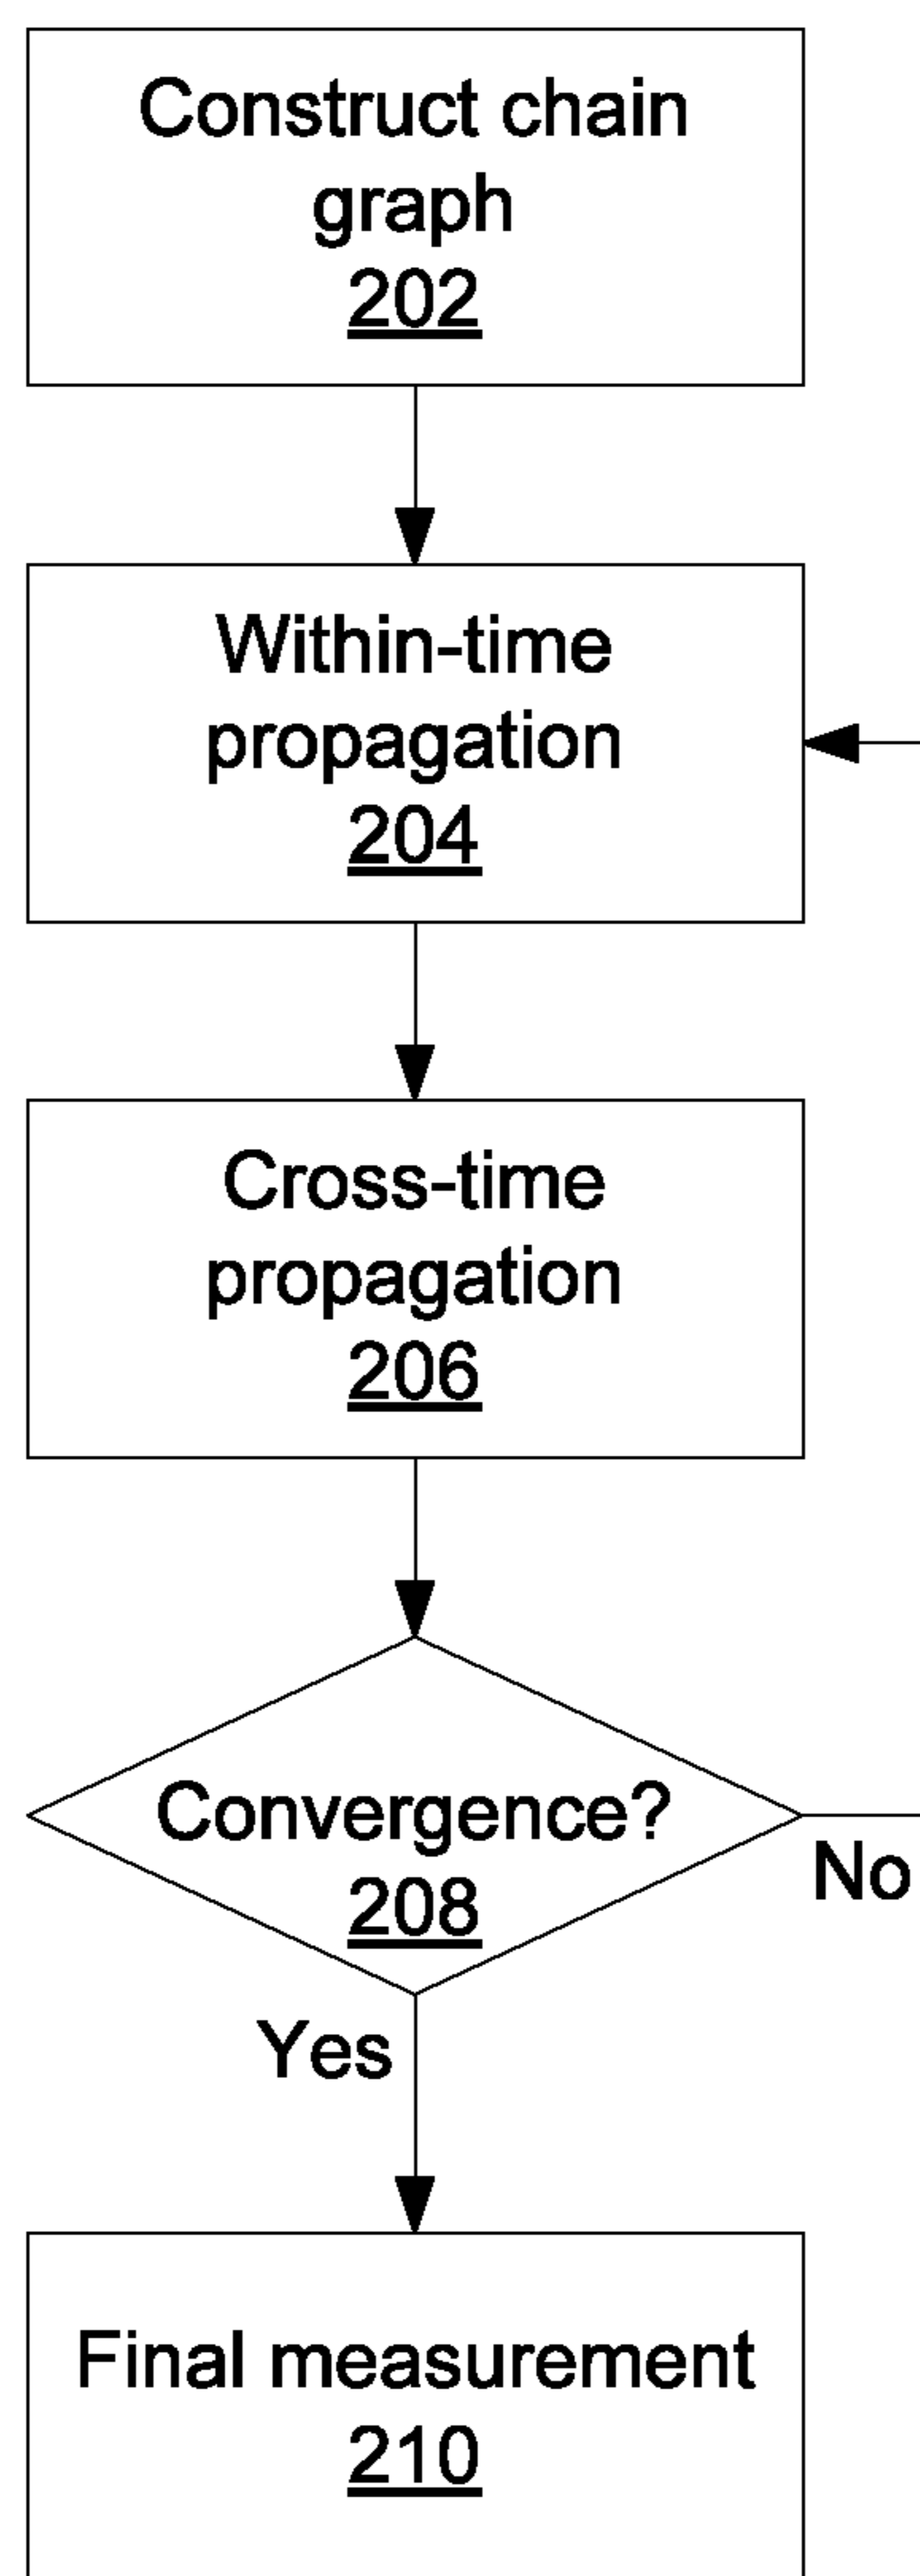 Construct chain
graph
202
Within-time
propagation
204
Cross-time
propagation
206
Convergence?
208
No
Yes
Final measurement
210